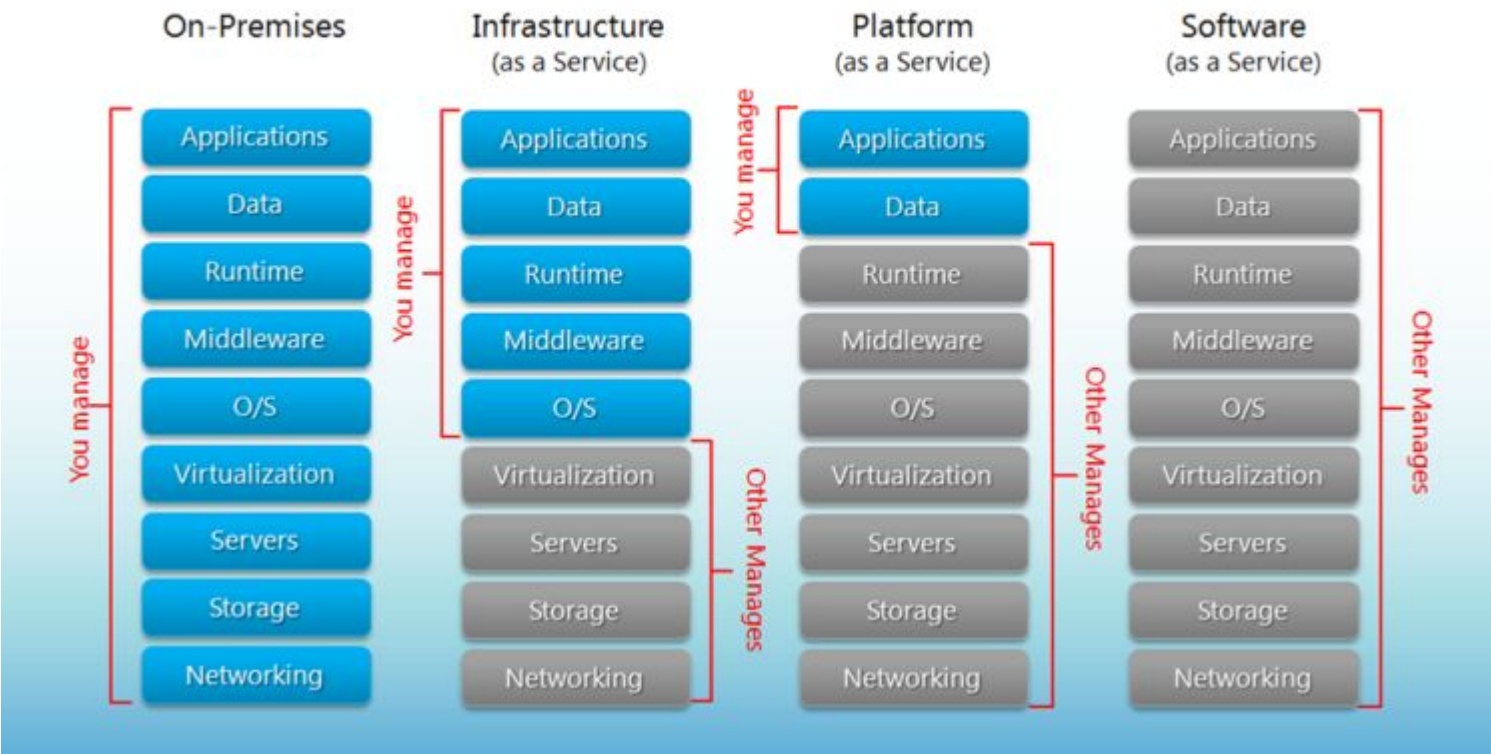 On-Premises
You manage
Applications
Data
Runtime
Middleware
O/S
Virtualization
Servers
Storage
Networking
Infrastructure
(as a Service)
You manage
Applications
Data
Runtime
Middleware
O/S
Virtualization
Servers
Storage
Networking
Other Manages
Platform
(as a Service)
You manage
Applications
Data
Runtime
Middleware
O/S
Virtualization
Servers
Storage
Networking
Other Manages
Software
(as a Service)
Applications
Data
Runtime
Middleware
O/S
Virtualization
Servers
Storage
Networking
Other Manages